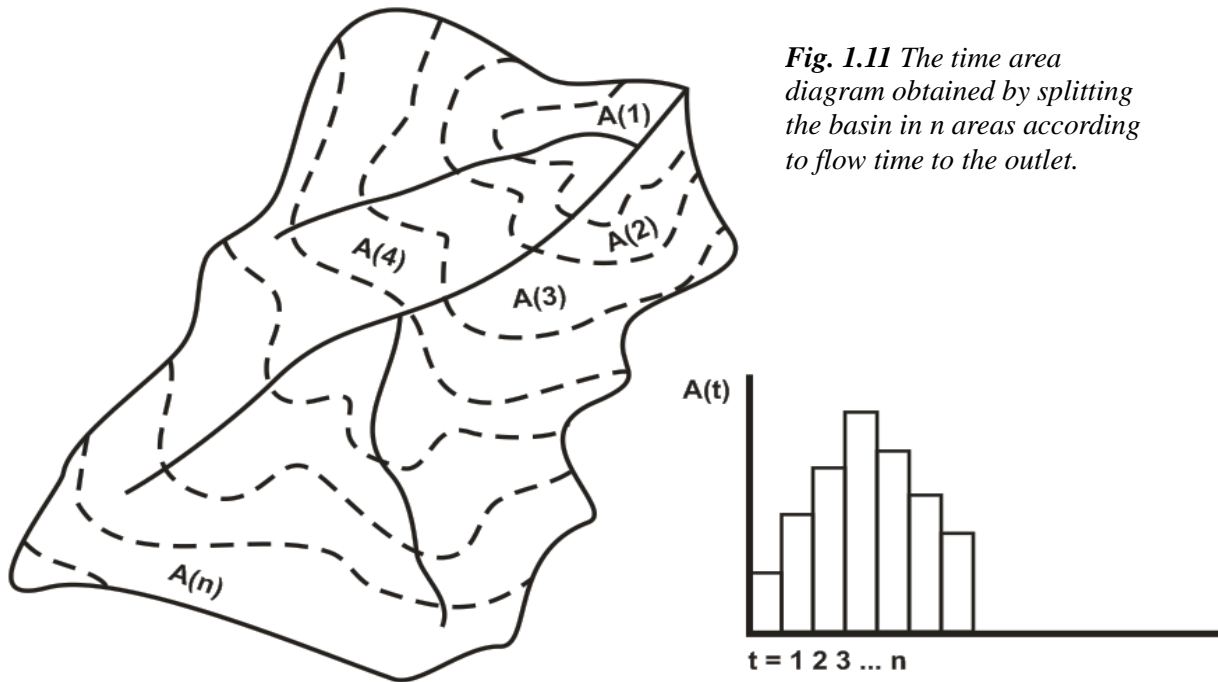 Fig. 1.11 The time area
diagram obtained by splitting
the basin in n areas according
to flow time to the outlet.
A(1)
A(2)
A(4)
A(3)
A(n)
A(t)
t = 1 2 3 ... n